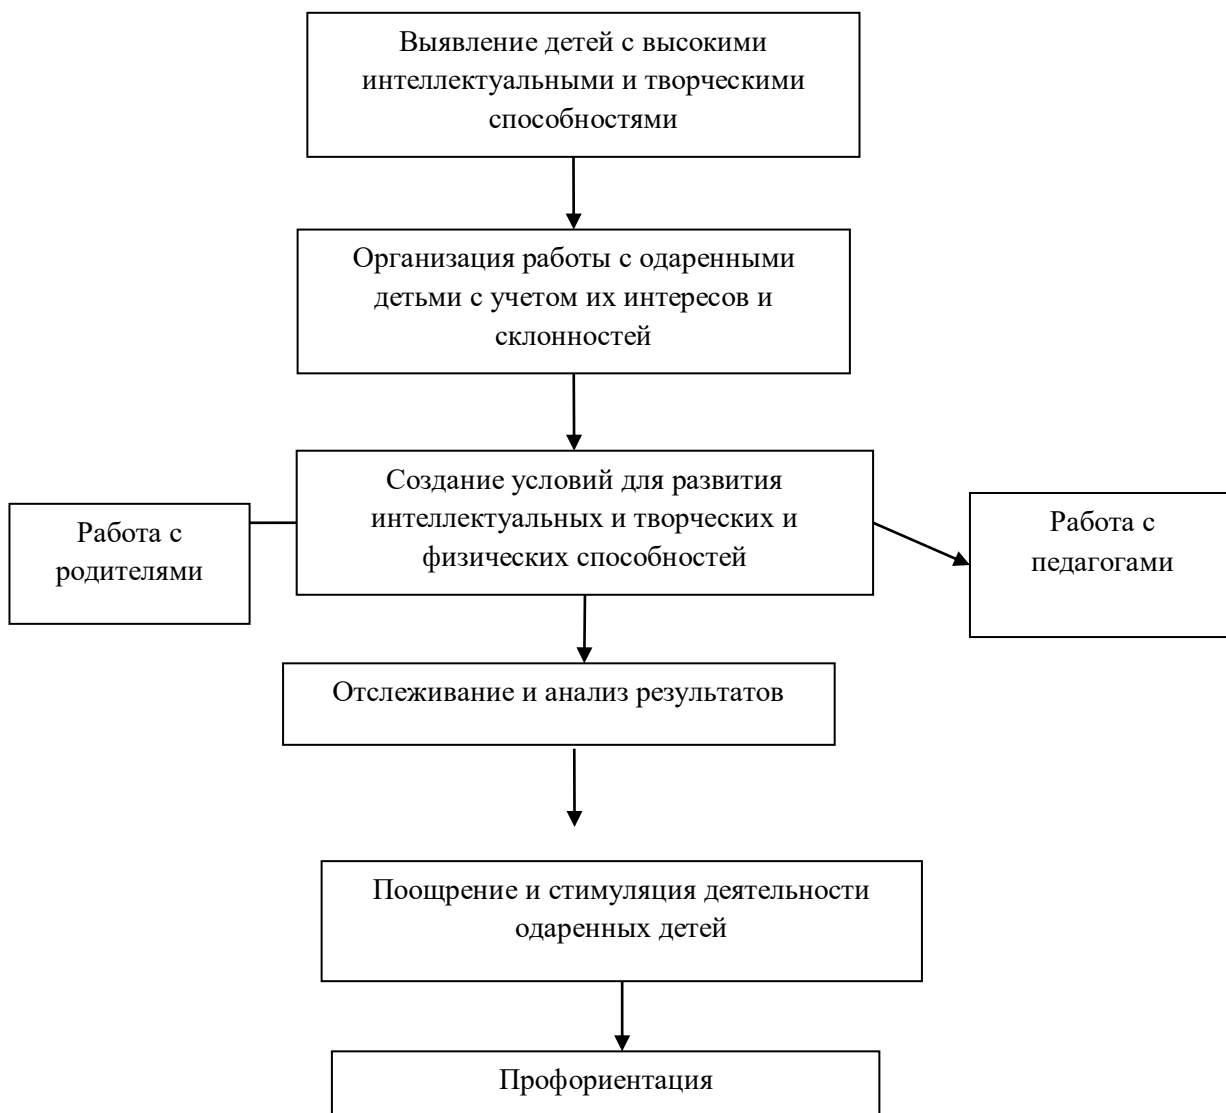 Выявление детей с высокими
интеллектуальными и творческими
способностями
Организация работы с одаренными
детьми с учетом их интересов и
склонностей
Создание условий для развития
интеллектуальных и творческих и
физических способностей
Работа с
родителями
Работа с
педагогами
Отслеживание и анализ результатов
Поощрение и стимуляция деятельности
одаренных детей
Профориентация